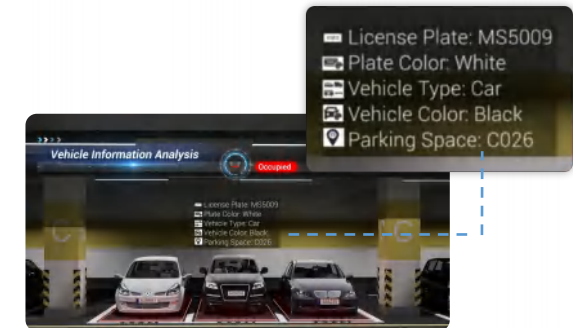 License Plate: MS5009
Plate Color: White
Vehicle Type: Car
Vehicle Color: Black
Parking Space: C026
Vehicle Information Analysis
Occupied
License Plate: MS5009
Plate Color: White
Vehicle Type: Car
Vehicle Color: Black
Parking Space: C026
C
C